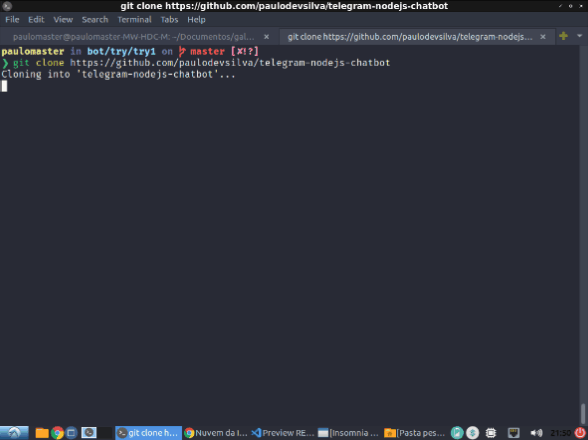 git clone https://github.com/paulodevsilva/telegram-nodejs-chatbot
File Edit View Search Terminal Tabs Help
paulomaster@paulomaster-MW-HDC-M: ~/Documentos/gal...
git clone https://github.com/paulodevsilva/telegram-nodejs...
paulomaster in bot/try/try1 on master [✘!?]
❯ git clone https://github.com/paulodevsilva/telegram-nodejs-chatbot
Cloning into 'telegram-nodejs-chatbot'...
git clone h... Nuvem da I... Preview RE... [Insomnia ... [Pasta pes... 21:50